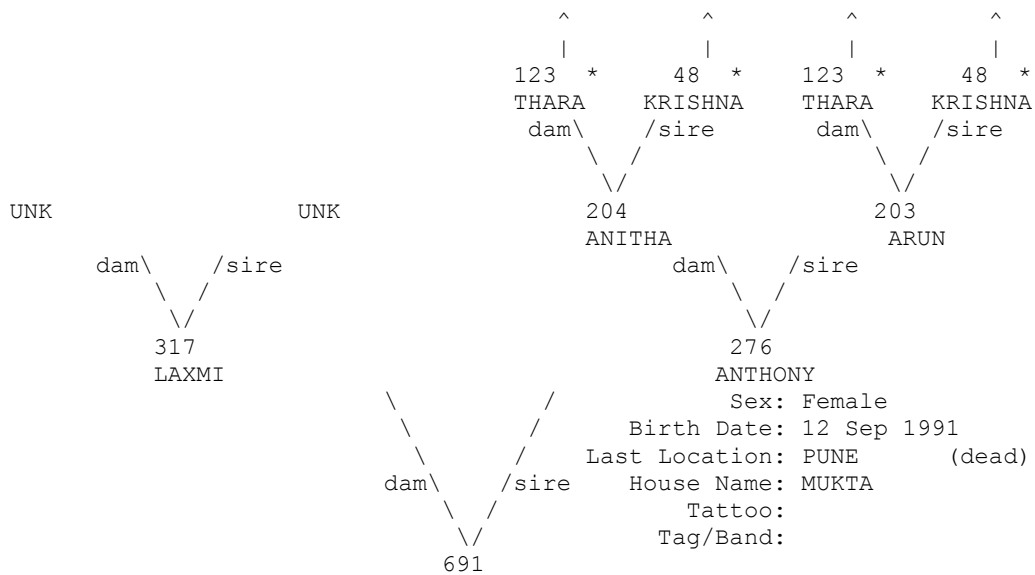 ^ ^ ^ ^
| | | |
123 * 48 * 123 * 48 *
THARA KRISHNA THARA KRISHNA
dam\ /sire dam\ /sire
\ / \ /
\/ \/
UNK UNK 204 203
ANITHA ARUN
dam\ /sire dam\ /sire
\ / \ /
\/ \/
317 276
LAXMI ANTHONY
\ / Sex: Female
\ / Birth Date: 12 Sep 1991
\ / Last Location: PUNE (dead)
dam\ /sire House Name: MUKTA
\ / Tattoo:
\/ Tag/Band:
691